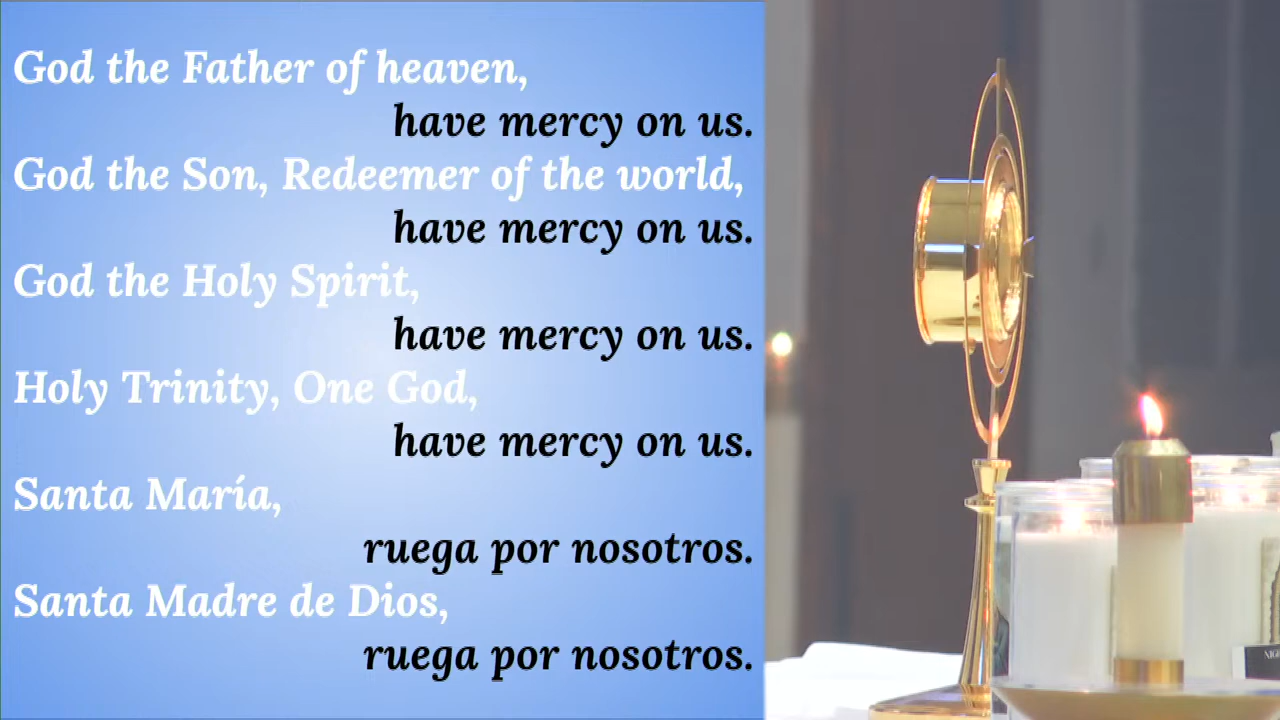 God the Father of heaven,
have mercy on us.
God the Son, Redeemer of the world,
have mercy on us.
God the Holy Spirit,
have mercy on us.
Holy Trinity, One God,
have mercy on us.
Santa María,
ruega por nosotros.
Santa Madre de Dios,
ruega por nosotros.